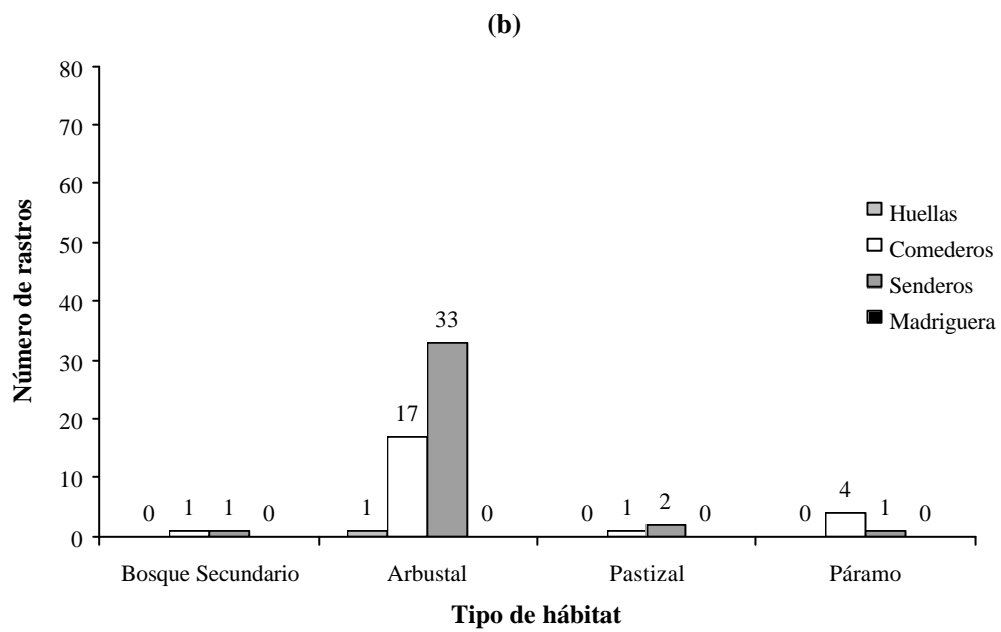 (b)
80
70
60
50
40
30
20
10
0
Número de rastros
0 1 1 0
1 17 33 0
0 1 2 0
0 4 1 0
Bosque Secundario Arbustal Pastizal Páramo
Tipo de hábitat
Huellas
Comederos
Senderos
Madriguera